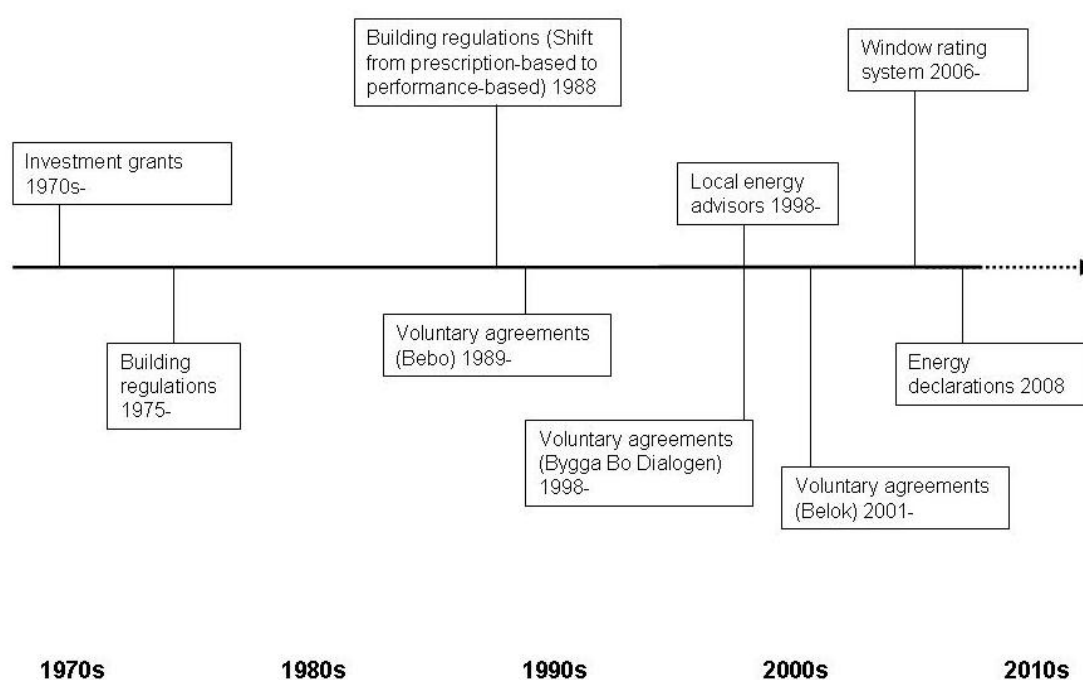 Building regulations (Shift
from prescription-based to
performance-based) 1988
Window rating
system 2006-
Investment grants
1970s-
Local energy
advisors 1998-
Voluntary agreements
(Bebo) 1989-
Building
regulations
1975-
Energy
declarations 2008
Voluntary agreements
(Bygga Bo Dialogen)
1998-
Voluntary agreements
(Belok) 2001-
1970s 1980s 1990s 2000s 2010s